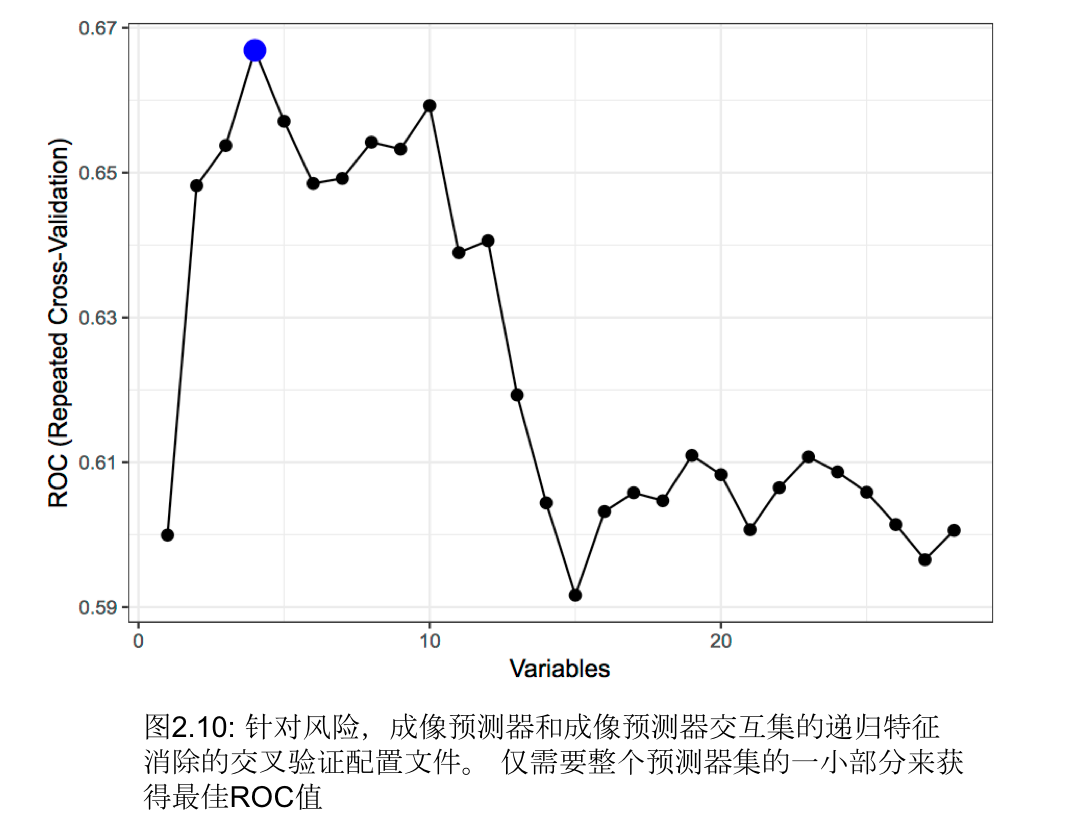 0.67
0.65
0.63
0.61
0.59
ROC (Repeated Cross-Validation)
0 10 20
Variables
图2.10: 针对风险，成像预测器和成像预测器交互集的递归特征
消除的交叉验证配置文件。 仅需要整个预测器集的一小部分来获
得最佳ROC值